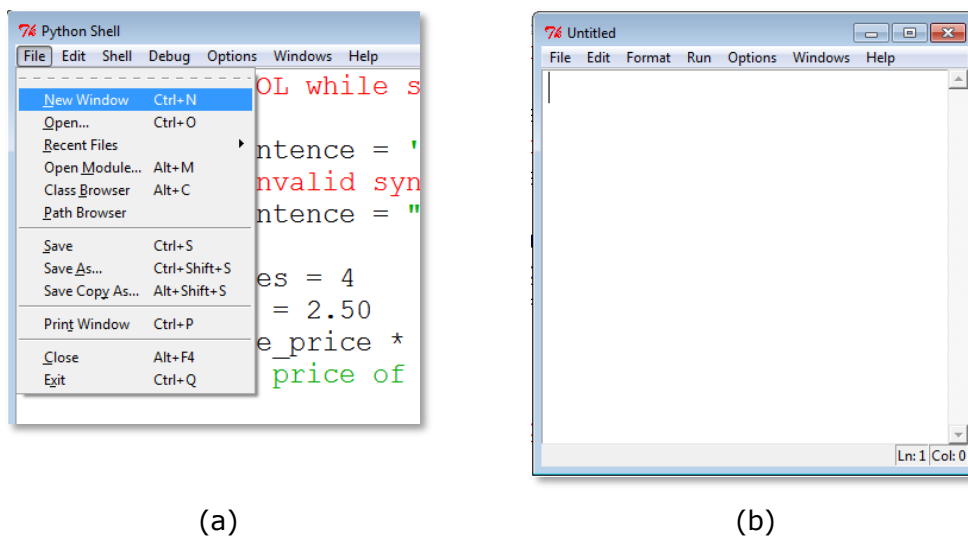 Python Shell
File Edit Shell Debug Options Windows Help
OL while s
New Window Ctrl+N
Open... Ctrl+O
Recent Files
ntence = '
Open Module... Alt+M
nvalid syn
Class Browser Alt+C
Path Browser
ntence = "
Save Ctrl+S
Save As... Ctrl+Shift+S
es = 4
Save Copy As... Alt+Shift+S
= 2.50
Print Window Ctrl+P
e_price *
Close Alt+F4
price of
Exit Ctrl+Q
(a)
Untitled
File Edit Format Run Options Windows Help
Ln: 1 Col: 0
(b)